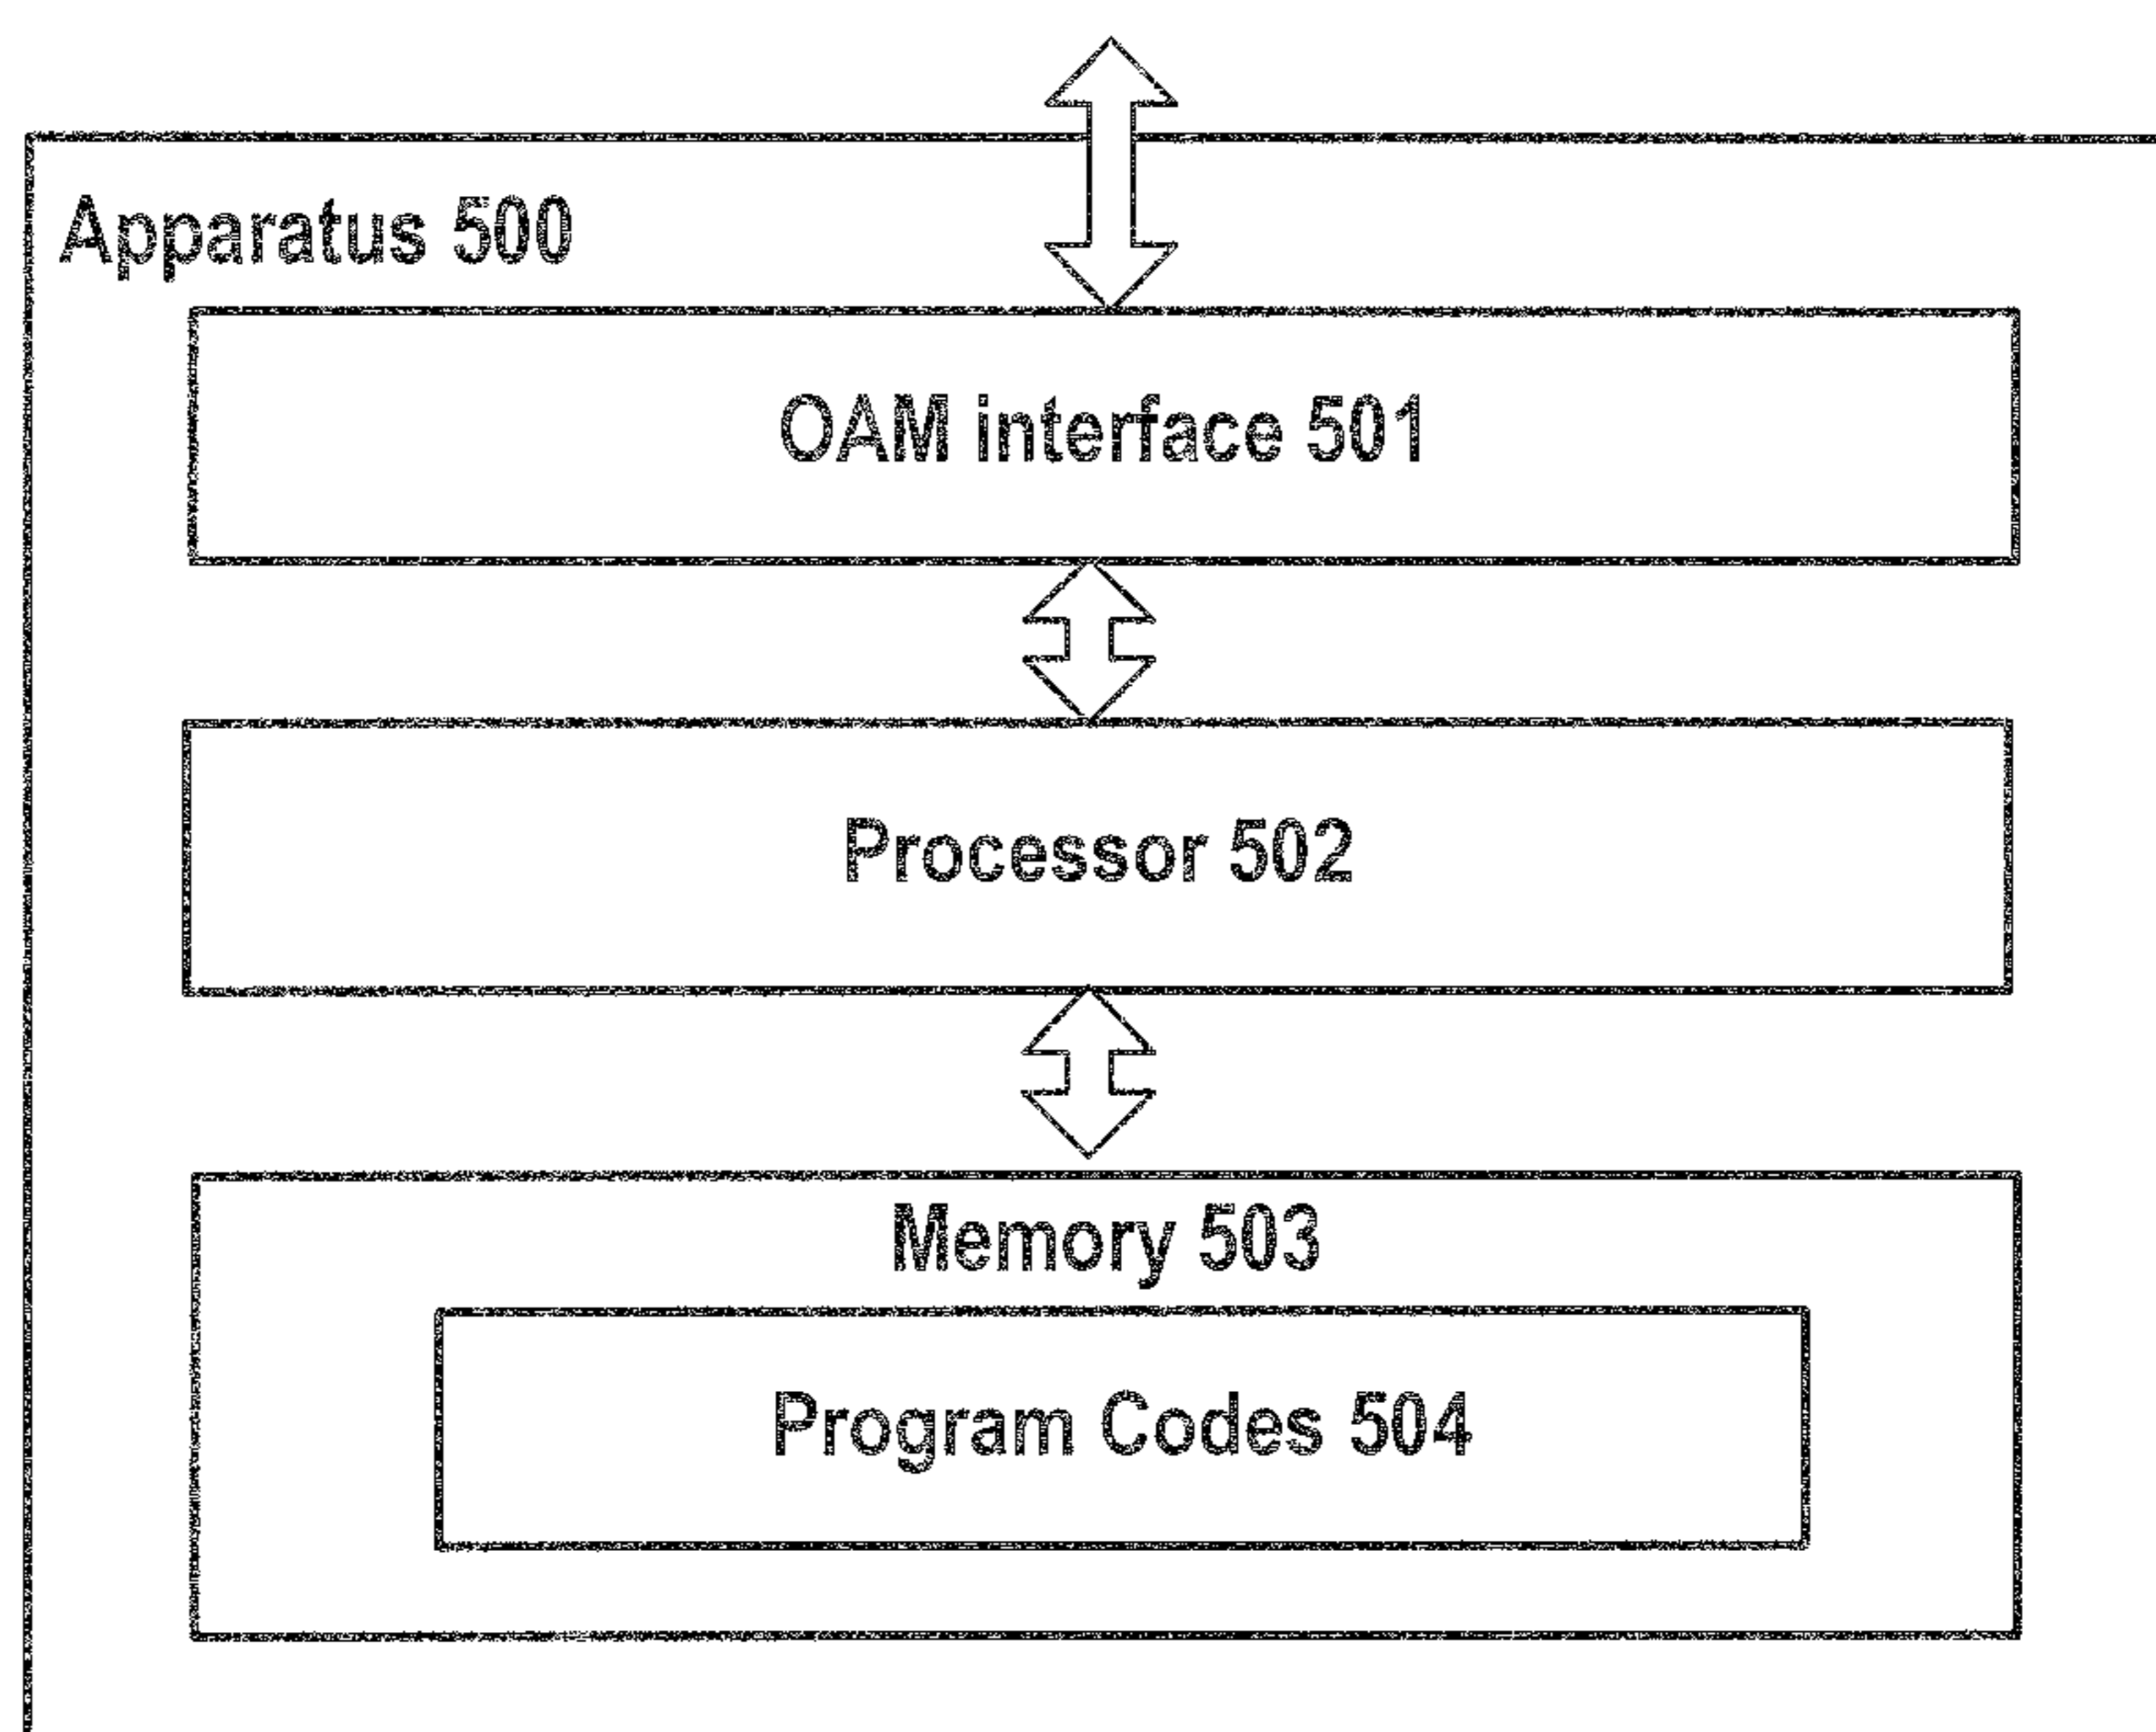 Apparatus 500
OAM interface 501
Processor 502
Memory 503
Program Codes 504